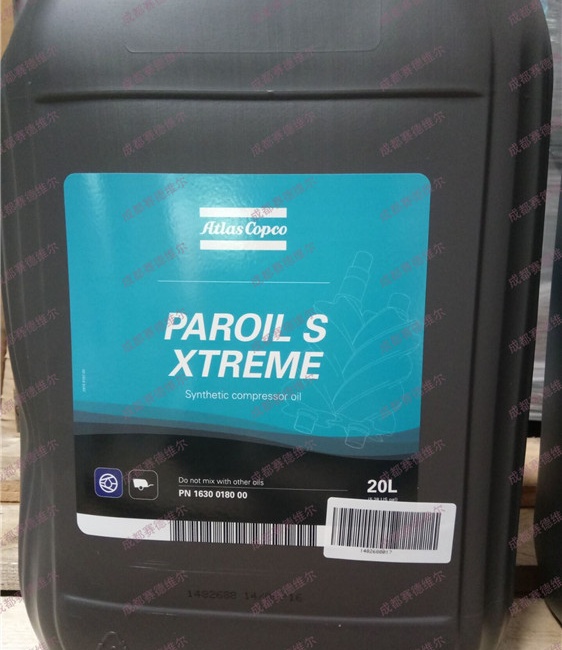 Atlas Copco
PAROIL S
XTREME
Synthetic compressor oil
Do not mix with other oils
PN 1630 0180 00
20L
成都赛德维尔